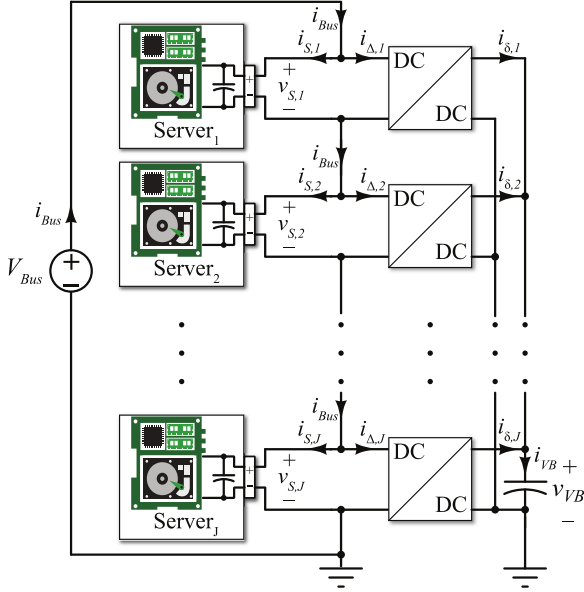 i_Bus
i_S,1 i_Δ,1 i_δ,1
+ v_S,1 −
+ -
DC
DC
Server_1
i_Bus
i_S,2 i_Δ,2 i_δ,2
+ v_S,2 −
+ -
DC
DC
Server_2
i_Bus
V_Bus
+ −
i_Bus
i_S,J i_Δ,J i_δ,J
+ v_S,J −
+ -
DC
DC
i_VB
+ v_VB −
Server_J